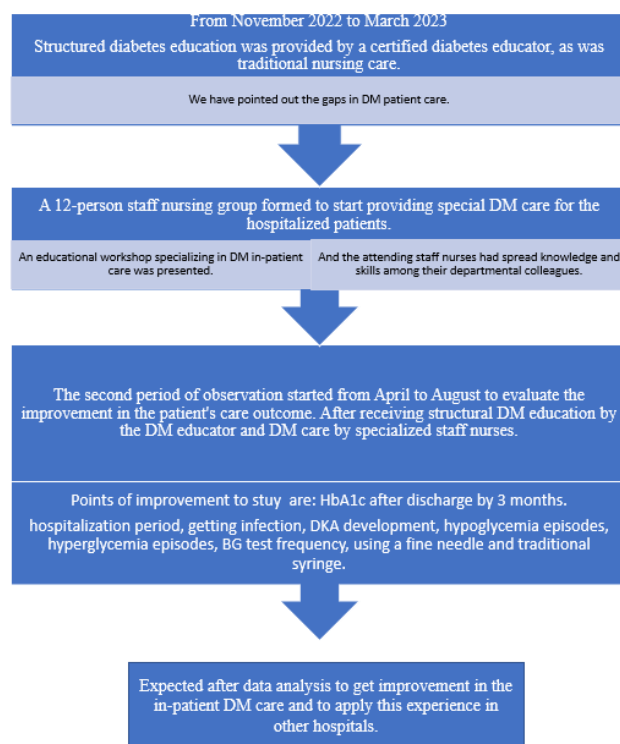 From November 2022 to March 2023
Structured diabetes education was provided by a certified diabetes educator, as was
traditional nursing care.
We have pointed out the gaps in DM patient care.
A 12-person staff nursing group formed to start providing special DM care for the
hospitalized patients.
An educational workshop specializing in DM in-patient
care was presented.
And the attending staff nurses had spread knowledge and
skills among their departmental colleagues.
The second period of observation started from April to August to evaluate the
improvement in the patient's care outcome. After receiving structural DM education by
the DM educator and DM care by specialized staff nurses.
Points of improvement to stuy are: HbA1c after discharge by 3 months.
hospitalization period, getting infection, DKA development, hypoglycemia episodes,
hyperglycemia episodes, BG test frequency, using a fine needle and traditional
syringe.
Expected after data analysis to get improvement in the
in-patient DM care and to apply this experience in
other hospitals.